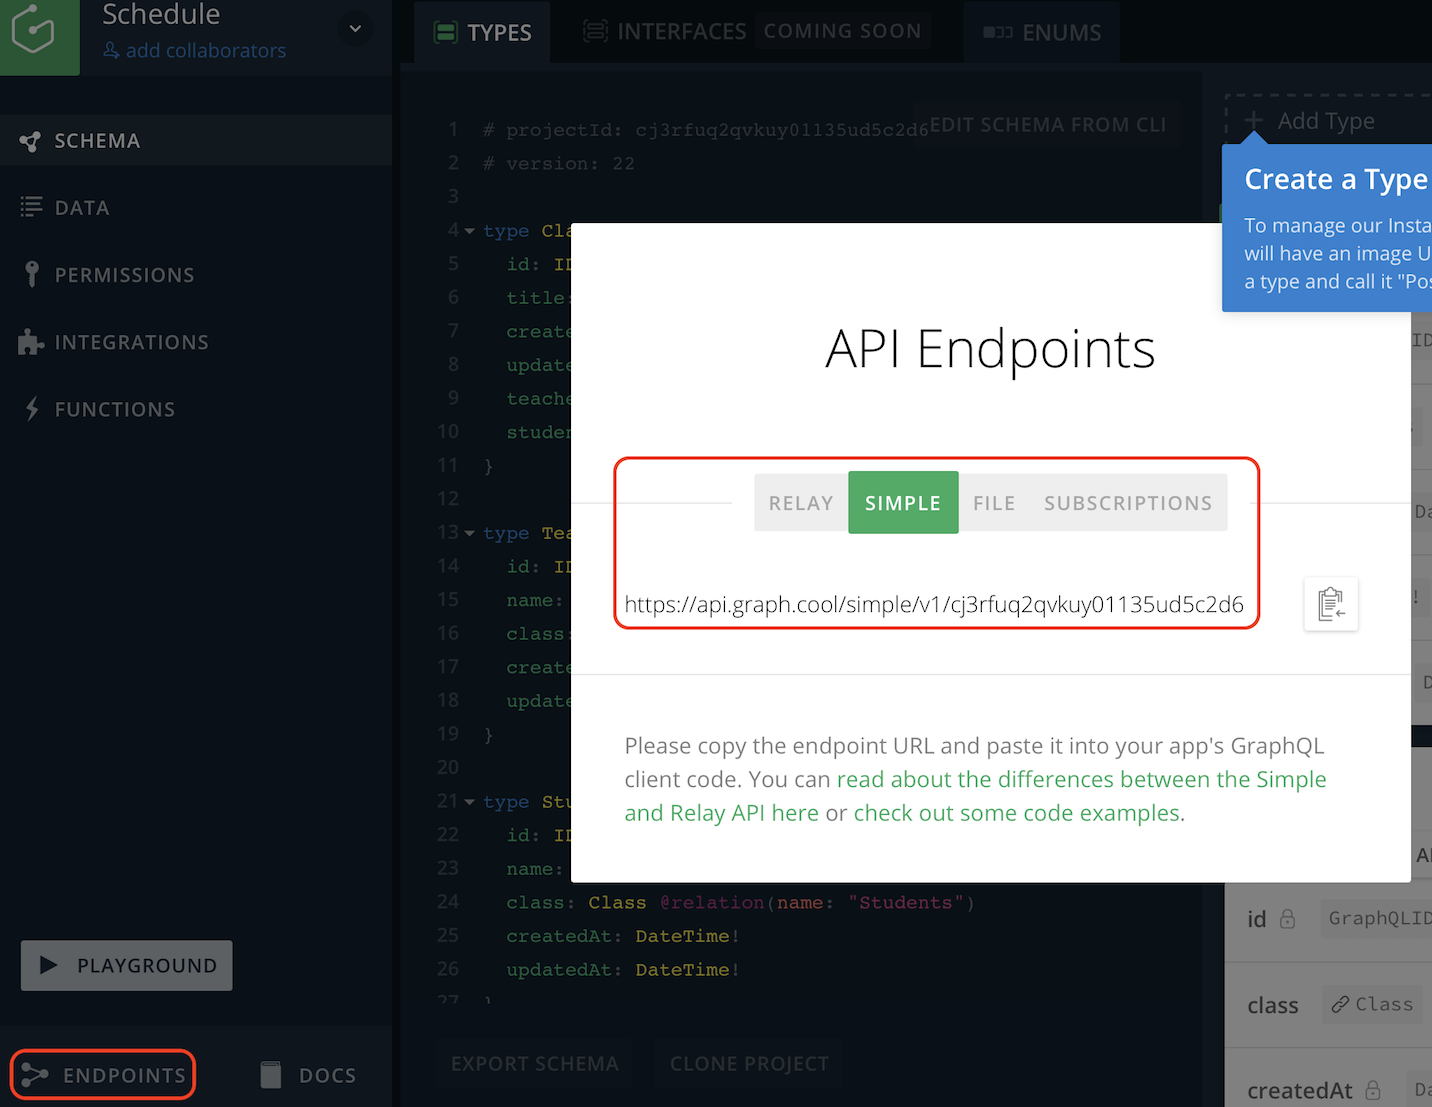 Schedule
add collaborators
SCHEMA
DATA
PERMISSIONS
INTEGRATIONS
FUNCTIONS
PLAYGROUND
ENDPOINTS
DOCS
TYPES
INTERFACES COMING SOON
ENUMS
1 # projectId: cj3rfuq2qvkuy01135ud5c2d6
EDIT SCHEMA FROM CLI
2 # version: 22
3
4 type Cla
5 id: ID
6 title:
7 create
8 update
9 teache
10 studen
11 }
12
13 type Tea
14 id: ID
15 name:
16 class:
17 create
18 update
19 }
20
21 type Stu
22 id: ID
23 name:
24 class: Class @relation(name: "Students")
25 createdAt: DateTime!
26 updatedAt: DateTime!
27 }
EXPORT SCHEMA
CLONE PROJECT
+ Add Type
Create a Type
To manage our Insta
will have an image U
a type and call it "Pos
API Endpoints
RELAY SIMPLE FILE SUBSCRIPTIONS
https://api.graph.cool/simple/v1/cj3rfuq2qvkuy01135ud5c2d6
Please copy the endpoint URL and paste it into your app's GraphQL
client code. You can read about the differences between the Simple
and Relay API here or check out some code examples.
ID
Da
!
D
A
id GraphQLID
class Class
createdAt Da